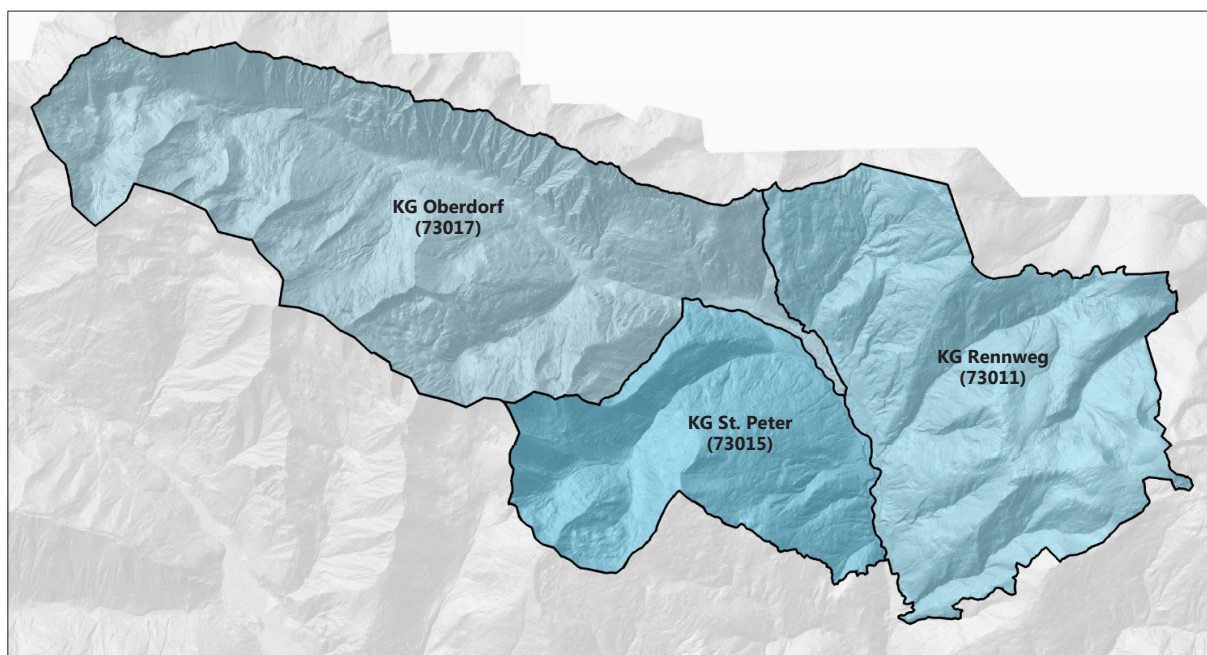 KG Oberdorf
(73017)
KG Rennweg
(73011)
KG St. Peter
(73015)